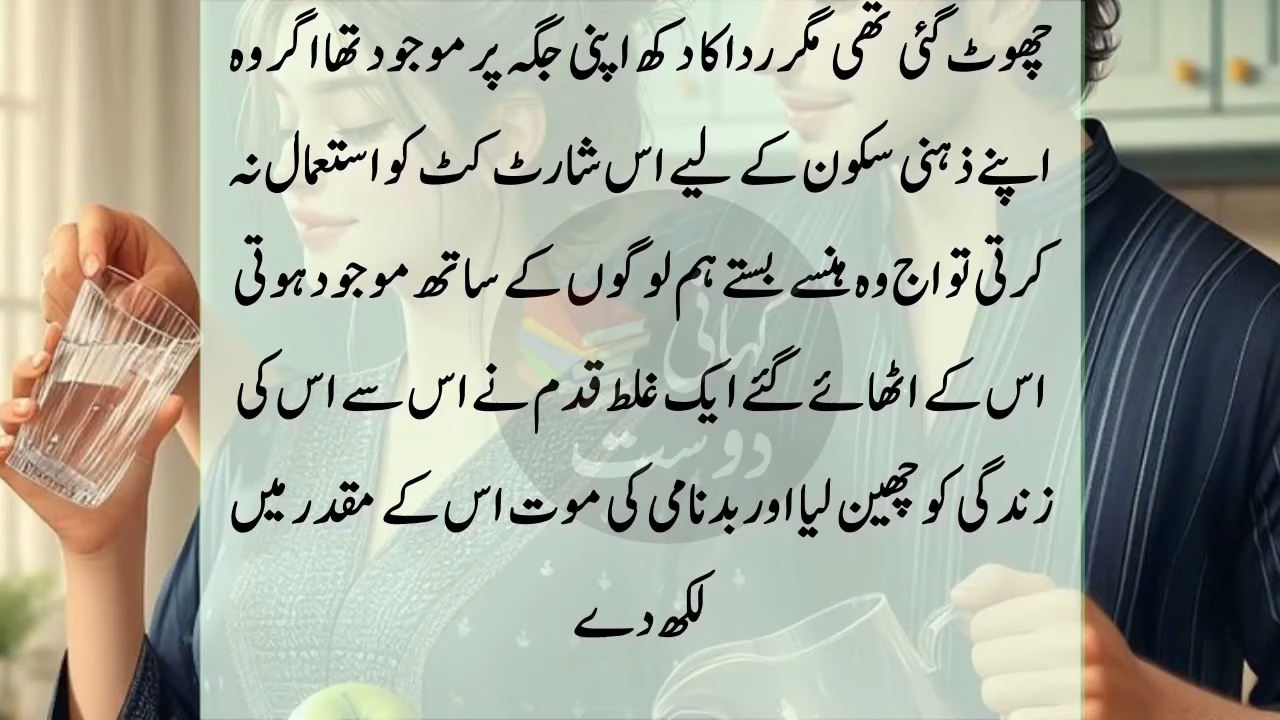 چھوٹ گئی تھی مگر ردا کا دکھ اپنی جگہ پر موجود تھا اگر وہ
اپنے ذہنی سکون کے لیے اس شارٹ کٹ کو استعمال نہ
کرتی تو اج وہ ہنسے بستے ہم لوگوں کے ساتھ موجود ہوتی
اس کے اٹھائے گئے ایک غلط قدم نے اس سے اس کی
زندگی کو چھین لیا اور بدنامی کی موت اس کے مقدر میں
لکھ دے
کہانی
دوست